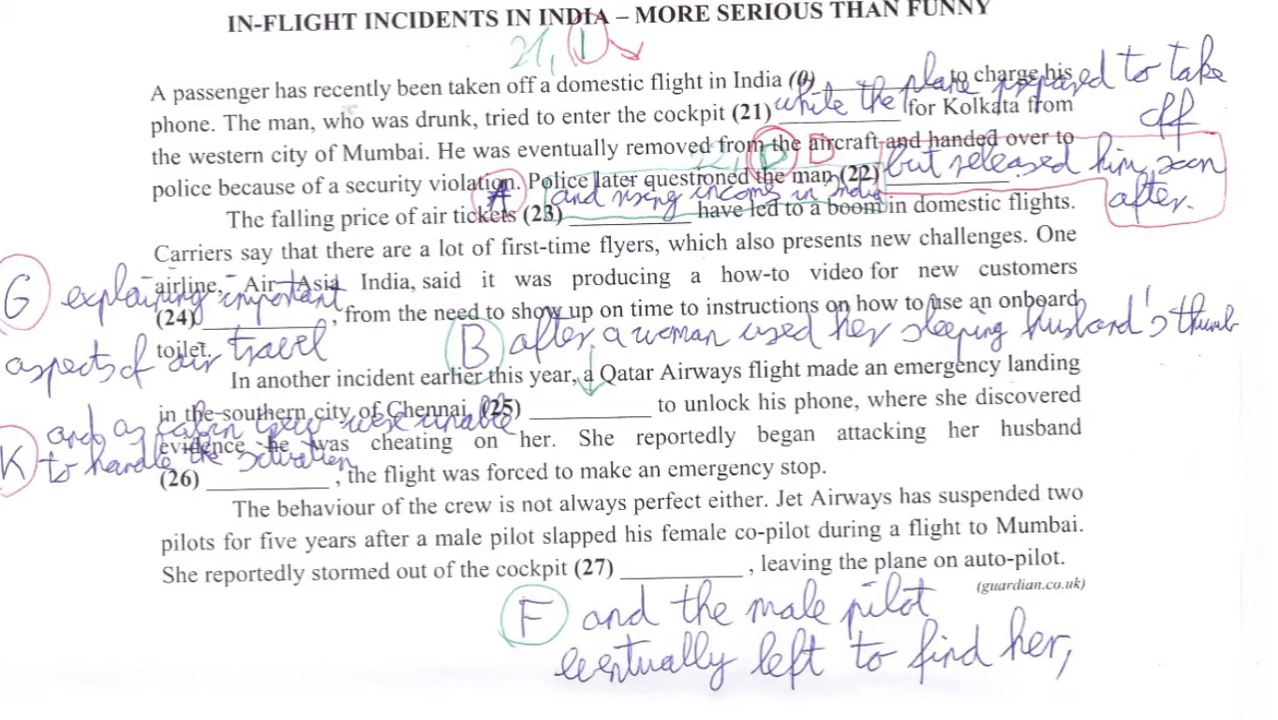 IN-FLIGHT INCIDENTS IN INDIA – MORE SERIOUS THAN FUNNY
21, I
A passenger has recently been taken off a domestic flight in India (0) ________ to charge his
while the plane prepared to take off
phone. The man, who was drunk, tried to enter the cockpit (21) ________ for Kolkata from
the western city of Mumbai. He was eventually removed from the aircraft and handed over to
22, D D but released him soon after.
police because of a security violation. Police later questioned the man (22) ________
A and rising incomes in India
The falling price of air tickets (23) ________ have led to a boom in domestic flights.
Carriers say that there are a lot of first-time flyers, which also presents new challenges. One
airline, Air Asia India, said it was producing a how-to video for new customers
G explaining important
(24) ________ , from the need to show up on time to instructions on how to use an onboard
aspects of air travel
toilet.
B after a woman used her sleeping husband's thumb
In another incident earlier this year, a Qatar Airways flight made an emergency landing
in the southern city of Chennai (25) ________ to unlock his phone, where she discovered
and as cabin crew were unable
evidence he was cheating on her. She reportedly began attacking her husband
K to handle the situation
(26) ________ , the flight was forced to make an emergency stop.
The behaviour of the crew is not always perfect either. Jet Airways has suspended two
pilots for five years after a male pilot slapped his female co-pilot during a flight to Mumbai.
She reportedly stormed out of the cockpit (27) ________ , leaving the plane on auto-pilot.
(guardian.co.uk)
F and the male pilot
eventually left to find her,